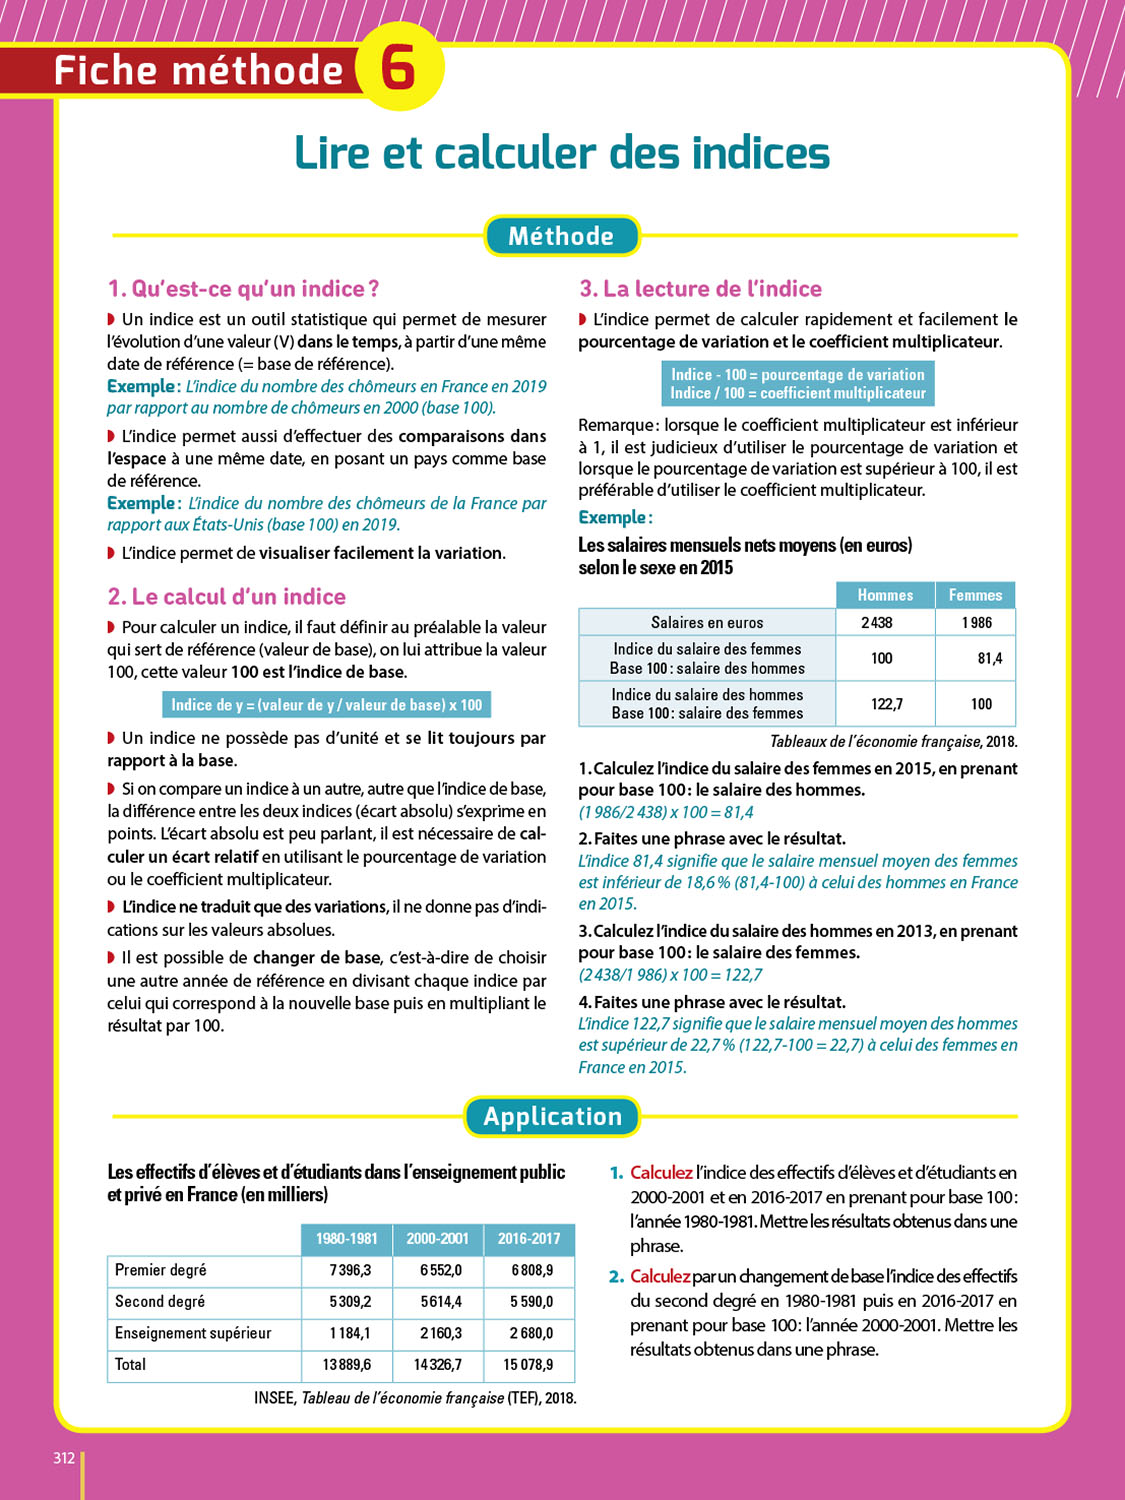 Fiche méthode 6
Lire et calculer des indices
Méthode
1. Qu'est-ce qu'un indice ?
◗ Un indice est un outil statistique qui permet de mesurer
l'évolution d'une valeur (V) dans le temps, à partir d'une même
date de référence (= base de référence).
Exemple : L'indice du nombre des chômeurs en France en 2019
par rapport au nombre de chômeurs en 2000 (base 100).
◗ L'indice permet aussi d'effectuer des comparaisons dans
l'espace à une même date, en posant un pays comme base
de référence.
Exemple : L'indice du nombre des chômeurs de la France par
rapport aux États-Unis (base 100) en 2019.
◗ L'indice permet de visualiser facilement la variation.
2. Le calcul d'un indice
◗ Pour calculer un indice, il faut définir au préalable la valeur
qui sert de référence (valeur de base), on lui attribue la valeur
100, cette valeur 100 est l'indice de base.
Indice de y = (valeur de y / valeur de base) x 100
◗ Un indice ne possède pas d'unité et se lit toujours par
rapport à la base.
◗ Si on compare un indice à un autre, autre que l'indice de base,
la différence entre les deux indices (écart absolu) s'exprime en
points. L'écart absolu est peu parlant, il est nécessaire de cal-
culer un écart relatif en utilisant le pourcentage de variation
ou le coefficient multiplicateur.
◗ L'indice ne traduit que des variations, il ne donne pas d'indi-
cations sur les valeurs absolues.
◗ Il est possible de changer de base, c'est-à-dire de choisir
une autre année de référence en divisant chaque indice par
celui qui correspond à la nouvelle base puis en multipliant le
résultat par 100.
3. La lecture de l'indice
◗ L'indice permet de calculer rapidement et facilement le
pourcentage de variation et le coefficient multiplicateur.
Indice - 100 = pourcentage de variation
Indice / 100 = coefficient multiplicateur
Remarque : lorsque le coefficient multiplicateur est inférieur
à 1, il est judicieux d'utiliser le pourcentage de variation et
lorsque le pourcentage de variation est supérieur à 100, il est
préférable d'utiliser le coefficient multiplicateur.
Exemple :
Les salaires mensuels nets moyens (en euros)
selon le sexe en 2015
Hommes Femmes
Salaires en euros 2 438 1 986
Indice du salaire des femmes
Base 100 : salaire des hommes 100 81,4
Indice du salaire des hommes
Base 100 : salaire des femmes 122,7 100
Tableaux de l'économie française, 2018.
1. Calculez l'indice du salaire des femmes en 2015, en prenant
pour base 100 : le salaire des hommes.
(1 986/2 438) x 100 = 81,4
2. Faites une phrase avec le résultat.
L'indice 81,4 signifie que le salaire mensuel moyen des femmes
est inférieur de 18,6 % (81,4-100) à celui des hommes en France
en 2015.
3. Calculez l'indice du salaire des hommes en 2013, en prenant
pour base 100 : le salaire des femmes.
(2 438/1 986) x 100 = 122,7
4. Faites une phrase avec le résultat.
L'indice 122,7 signifie que le salaire mensuel moyen des hommes
est supérieur de 22,7 % (122,7-100 = 22,7) à celui des femmes en
France en 2015.
Application
Les effectifs d'élèves et d'étudiants dans l'enseignement public
et privé en France (en milliers)
1980-1981 2000-2001 2016-2017
Premier degré 7 396,3 6 552,0 6 808,9
Second degré 5 309,2 5 614,4 5 590,0
Enseignement supérieur 1 184,1 2 160,3 2 680,0
Total 13 889,6 14 326,7 15 078,9
INSEE, Tableau de l'économie française (TEF), 2018.
1. Calculez l'indice des effectifs d'élèves et d'étudiants en
2000-2001 et en 2016-2017 en prenant pour base 100 :
l'année 1980-1981. Mettre les résultats obtenus dans une
phrase.
2. Calculez par un changement de base l'indice des effectifs
du second degré en 1980-1981 puis en 2016-2017 en
prenant pour base 100 : l'année 2000-2001. Mettre les
résultats obtenus dans une phrase.
312